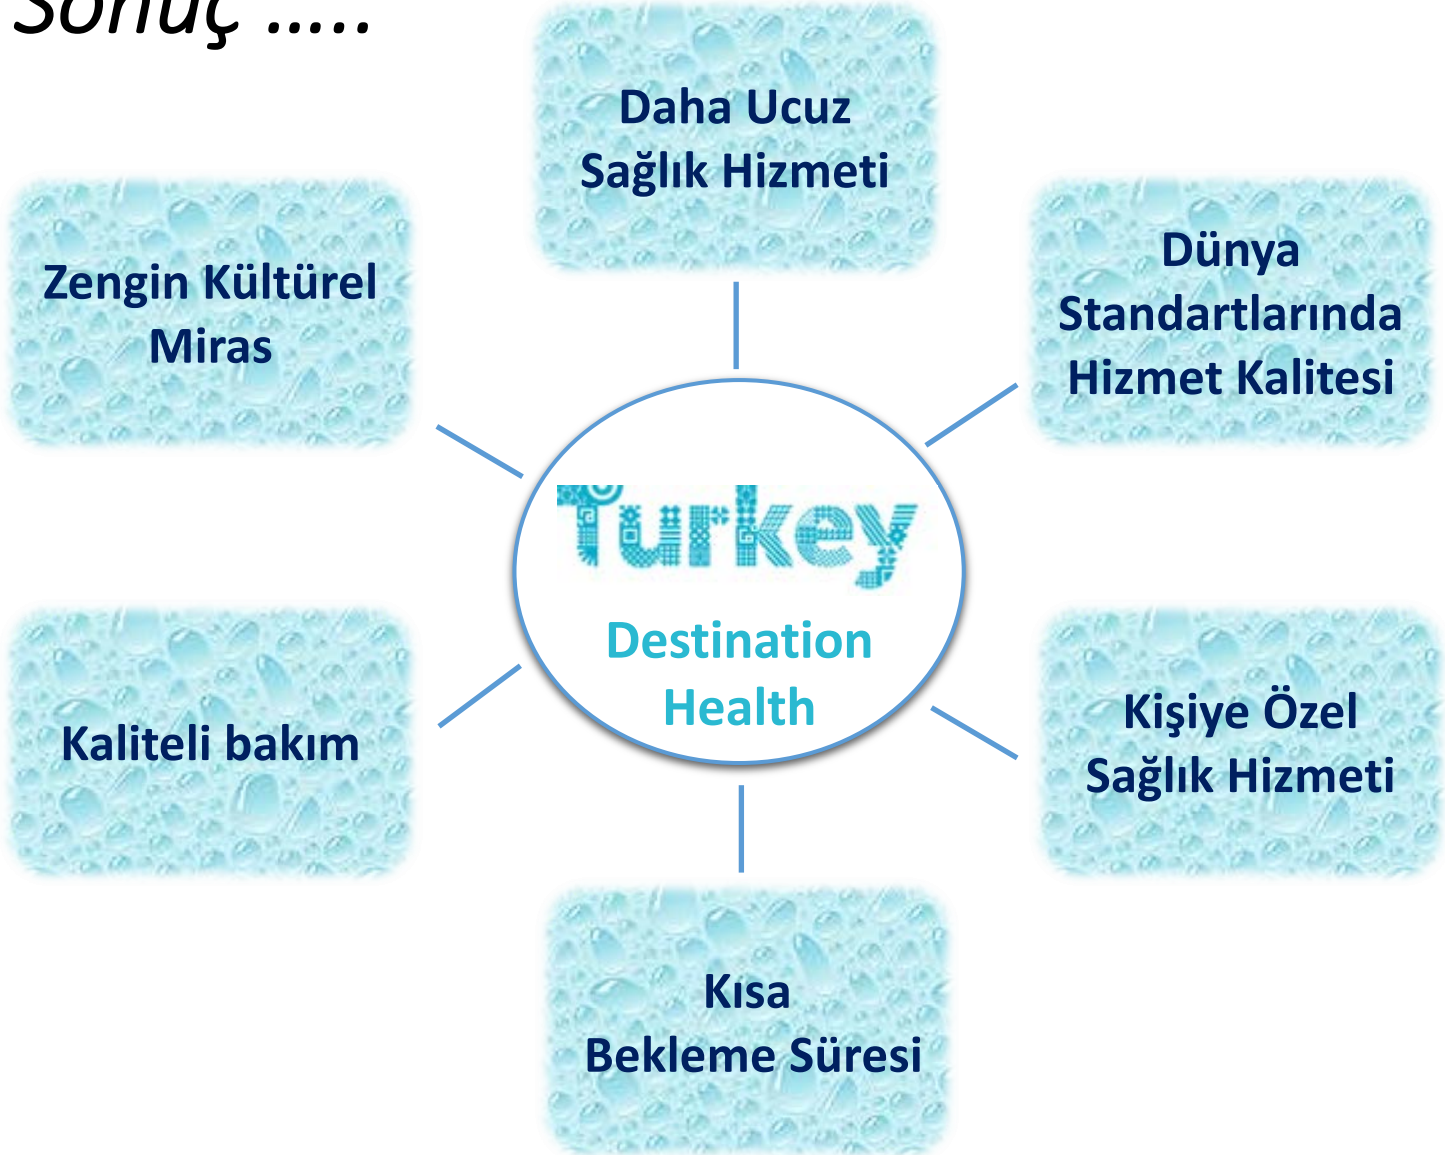 Sonuç .....
Daha Ucuz
Sağlık Hizmeti
Dünya
Standartlarında
Hizmet Kalitesi
Zengin Kültürel
Miras
Turkey
Destination
Health
Kaliteli bakım
Kişiye Özel
Sağlık Hizmeti
Kısa
Bekleme Süresi